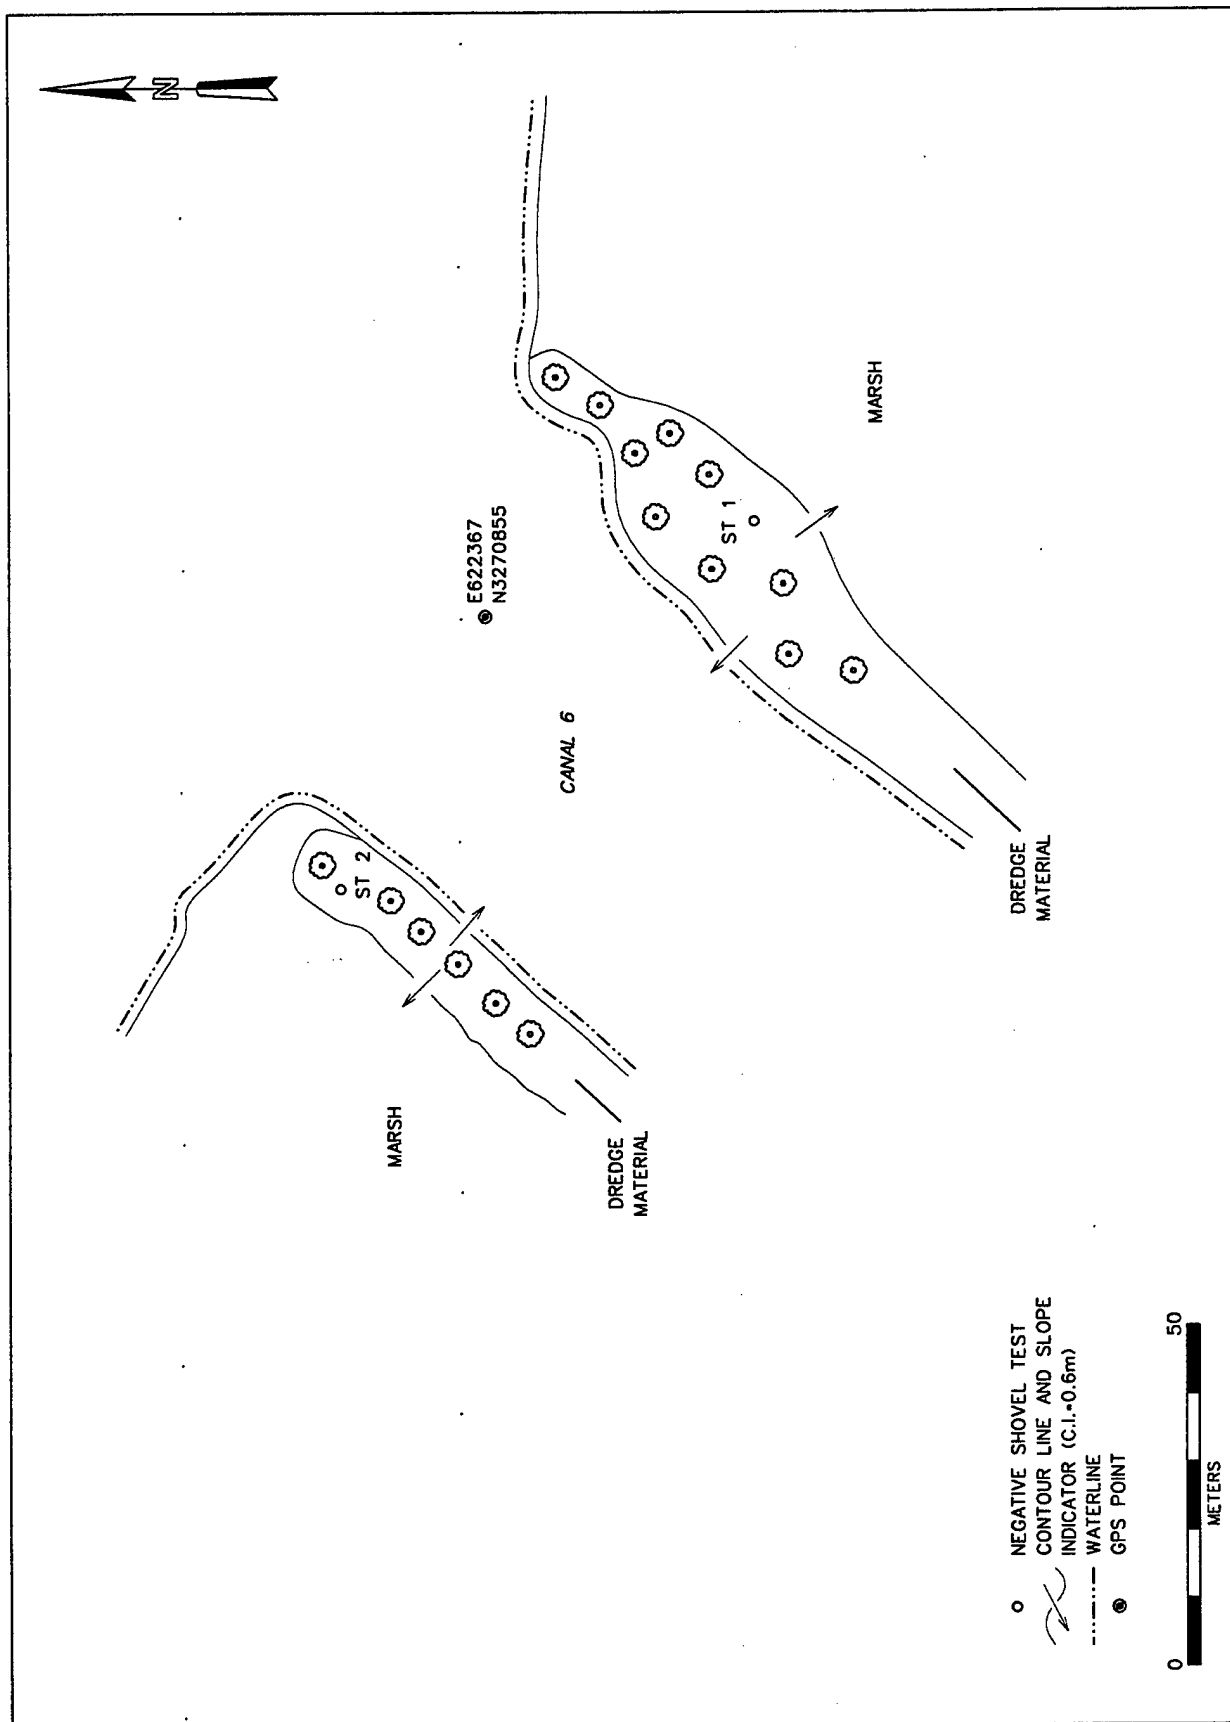 N
E622367
N3270855
CANAL 6
ST 2
MARSH
DREDGE
MATERIAL
ST 1
MARSH
DREDGE
MATERIAL
NEGATIVE SHOVEL TEST
CONTOUR LINE AND SLOPE
INDICATOR (C.I.=0.6m)
WATERLINE
GPS POINT
0 50
METERS